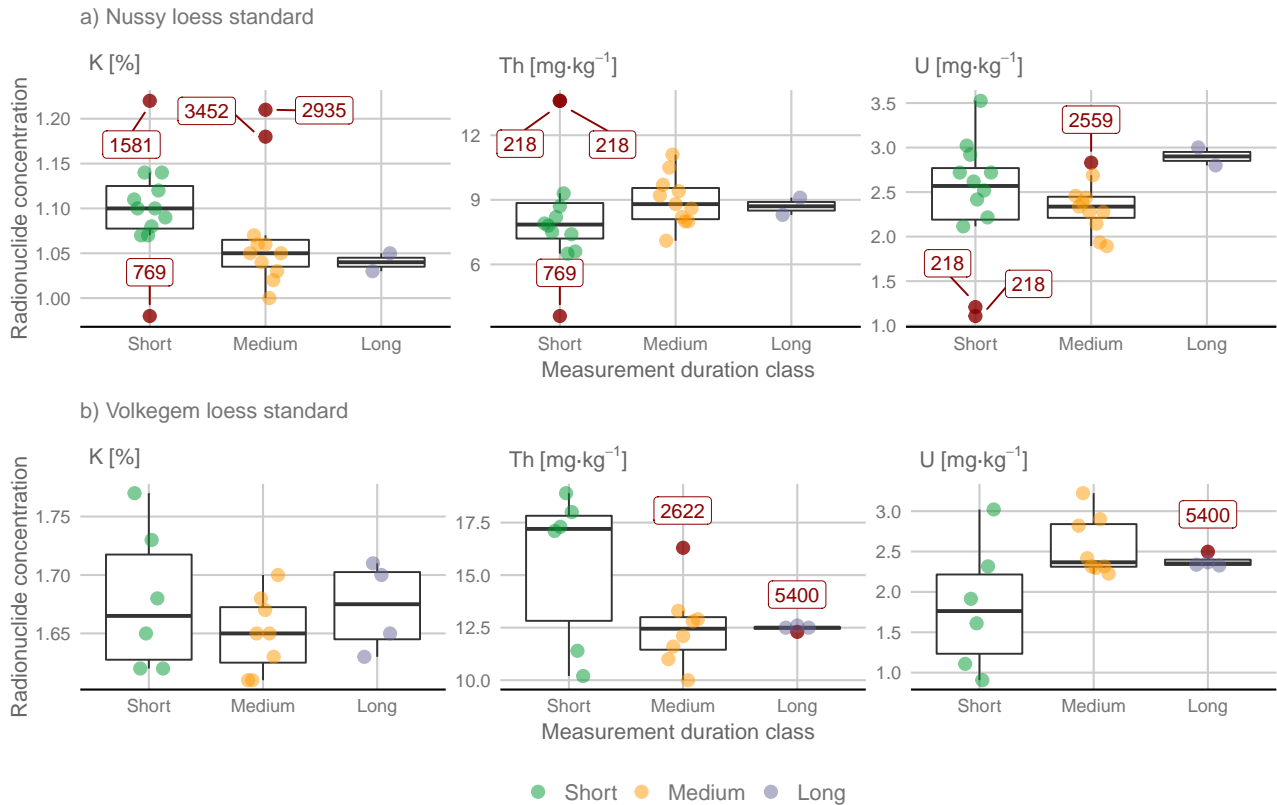 a) Nussy loess standard
K [%]
Th [mg·kg⁻¹]
U [mg·kg⁻¹]
Radionuclide concentration
1.20
1.15
1.10
1.05
1.00
1581
3452
2935
769
Short
Medium
Long
12
9
6
218
218
769
Short
Medium
Long
3.5
3.0
2.5
2.0
1.5
1.0
2559
218
218
Short
Medium
Long
Measurement duration class
b) Volkegem loess standard
K [%]
Th [mg·kg⁻¹]
U [mg·kg⁻¹]
Radionuclide concentration
1.75
1.70
1.65
Short
Medium
Long
17.5
15.0
12.5
10.0
2622
5400
Short
Medium
Long
3.0
2.5
2.0
1.5
1.0
5400
Short
Medium
Long
Measurement duration class
Short
Medium
Long